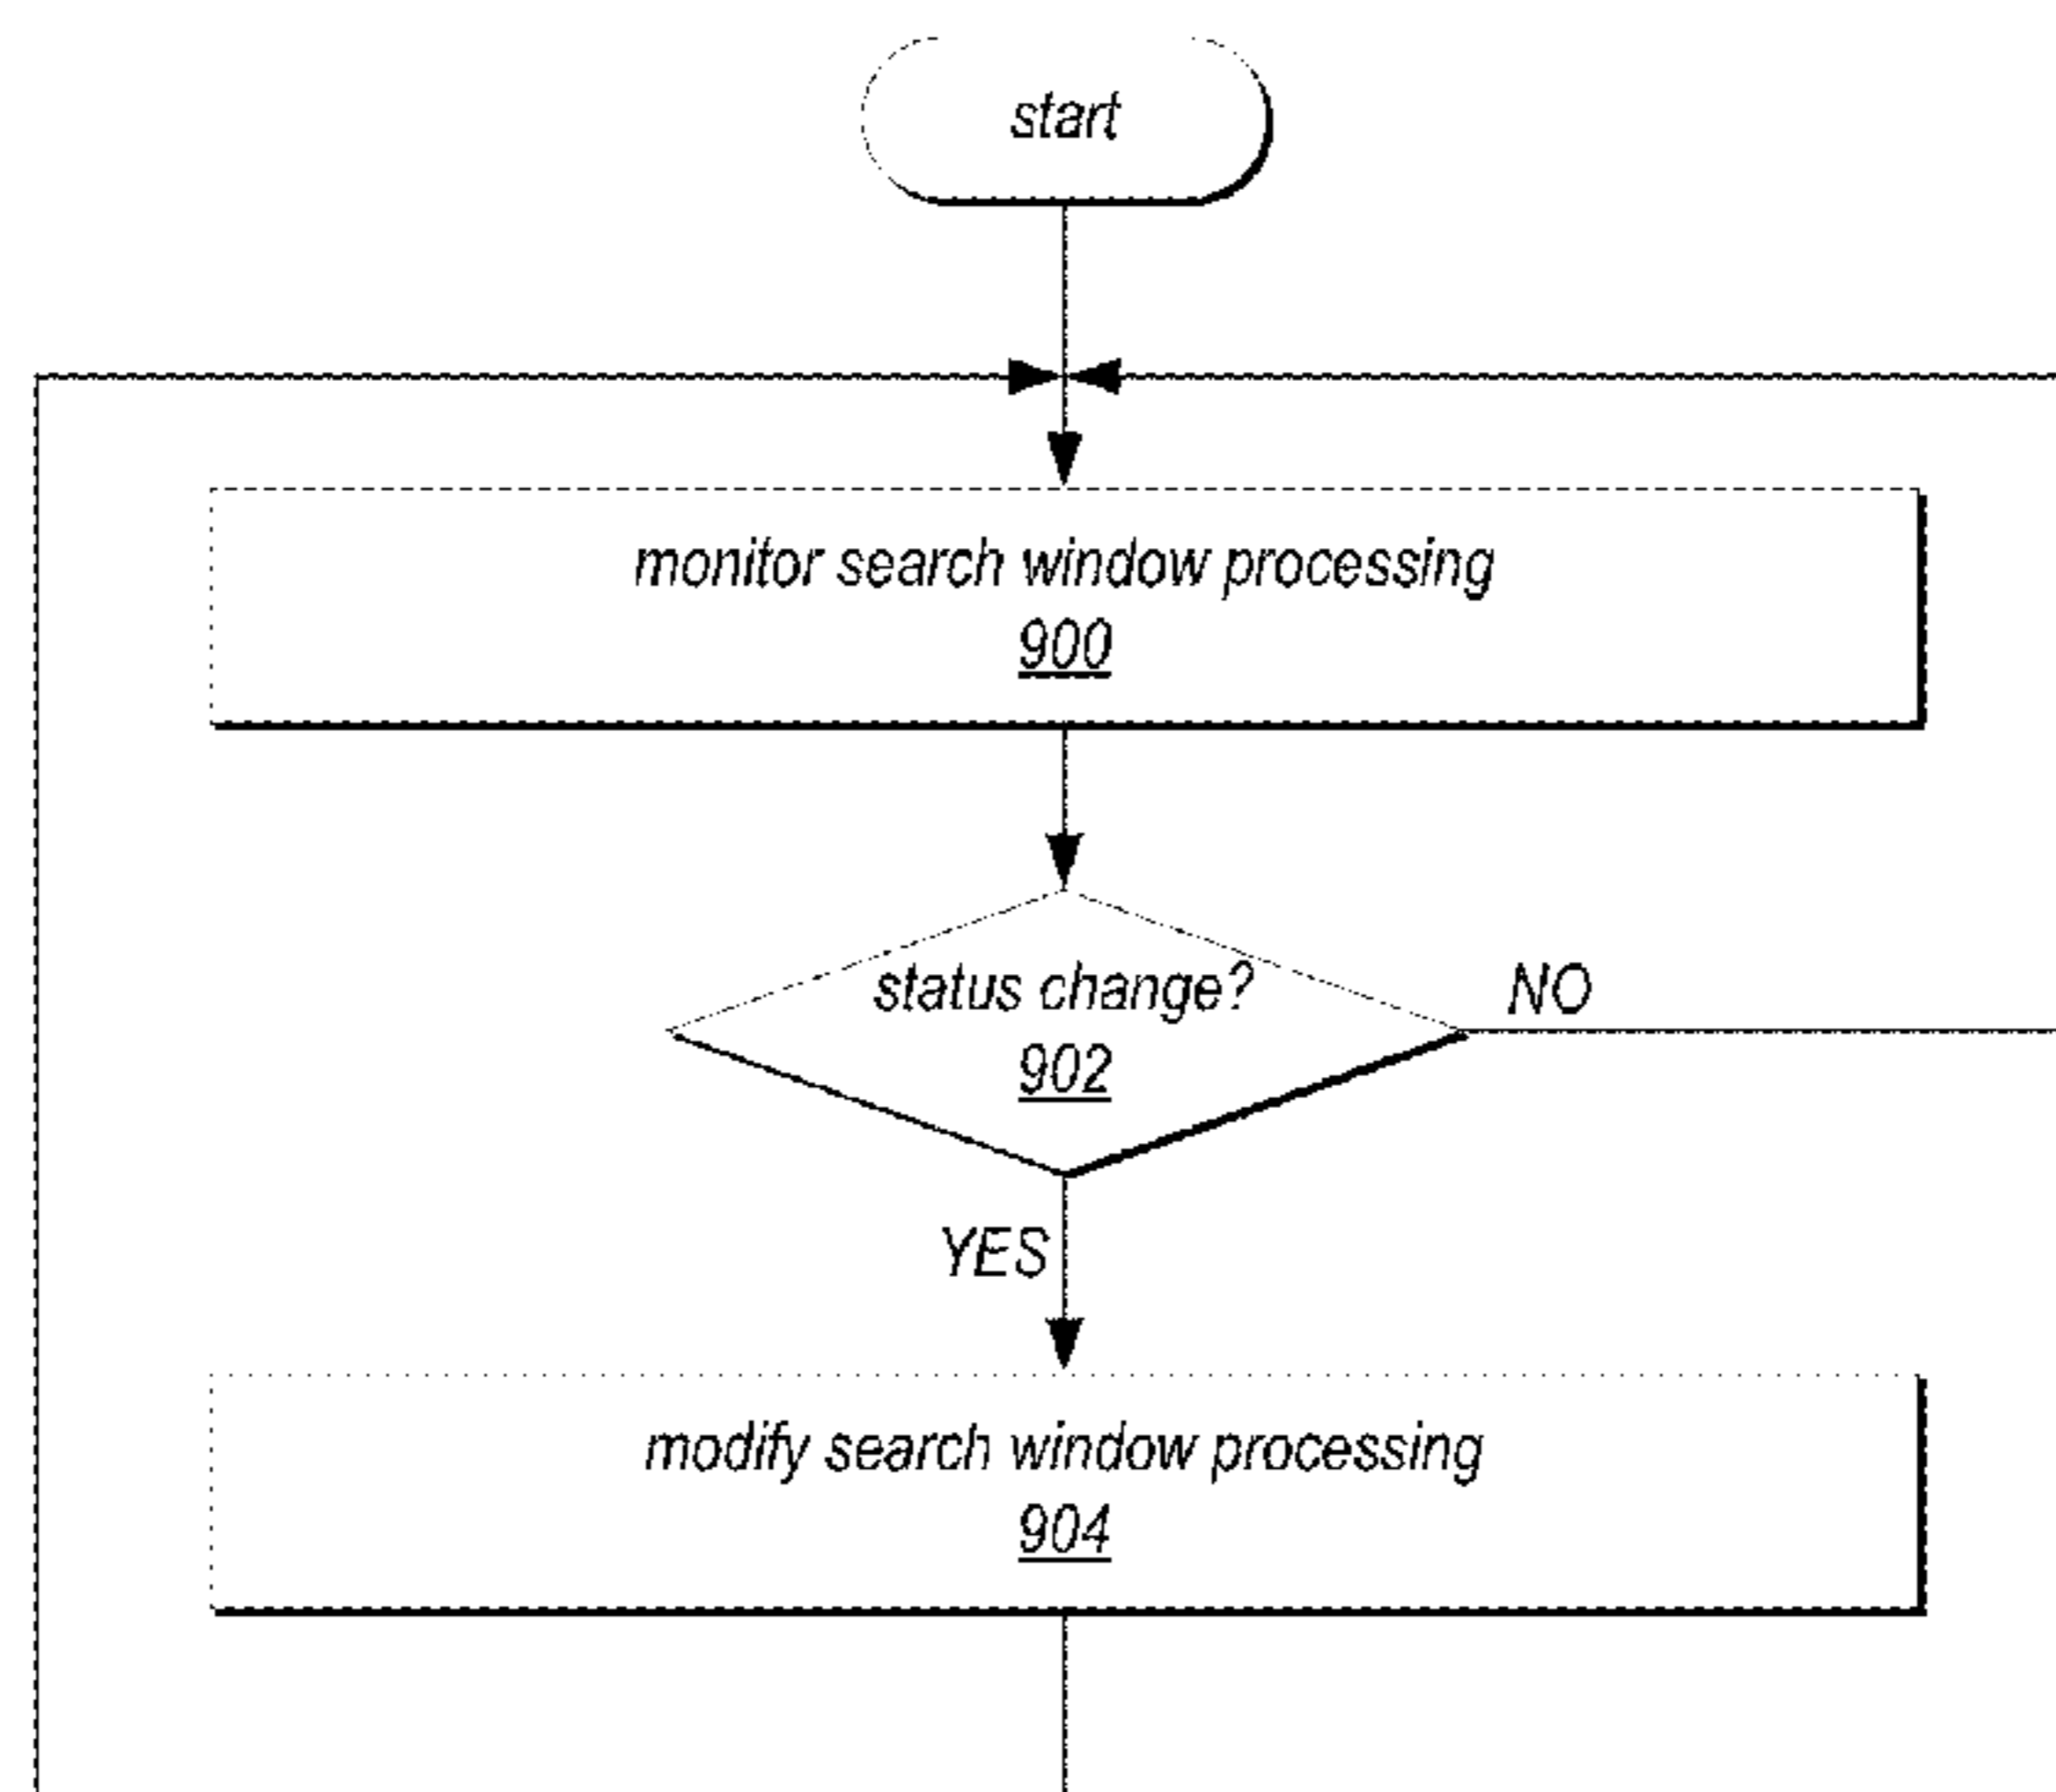 start
monitor search window processing
900
status change?
902
NO
YES
modify search window processing
904